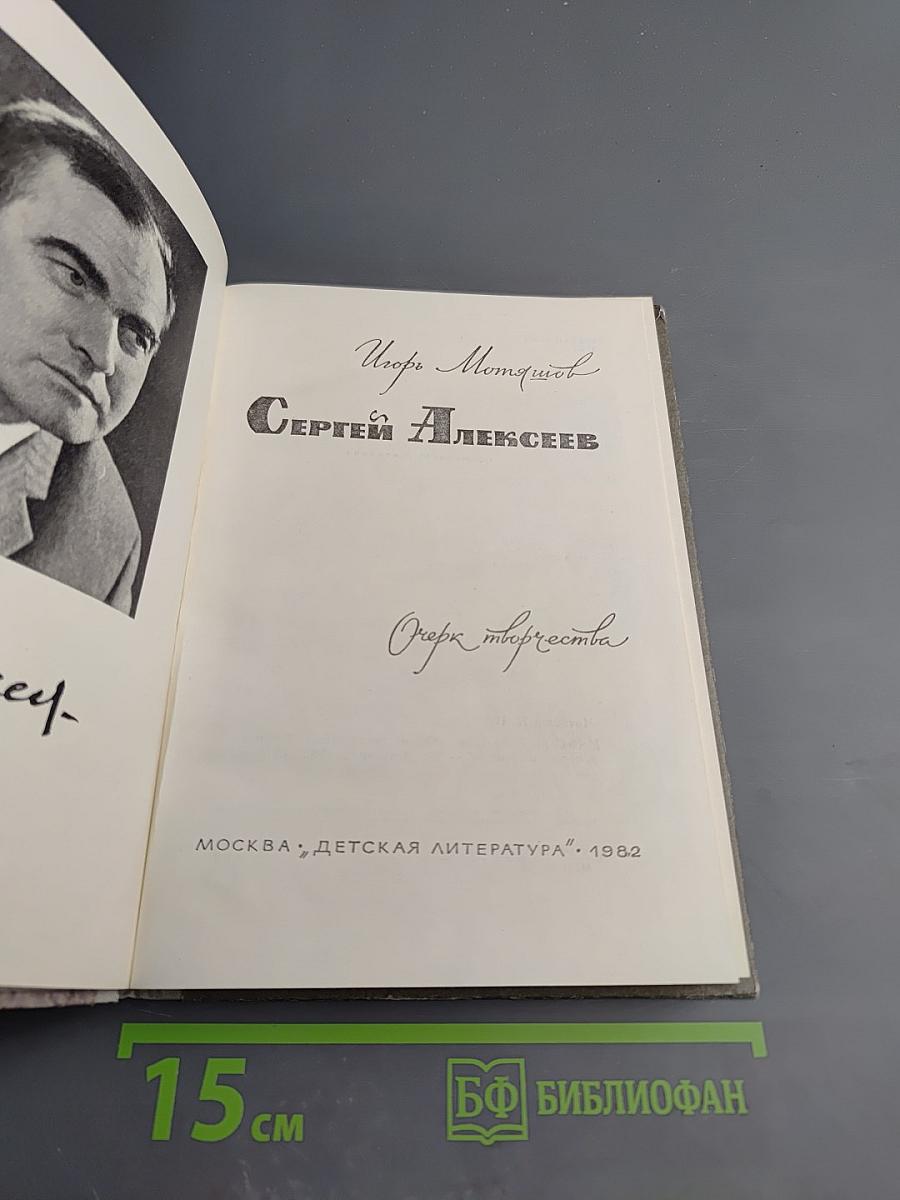 Игорь Мотяшов
Сергей Алексеев
Очерк творчества
МОСКВА · „ДЕТСКАЯ ЛИТЕРАТУРА" · 1982
15 см
БФ БИБЛИОФАН